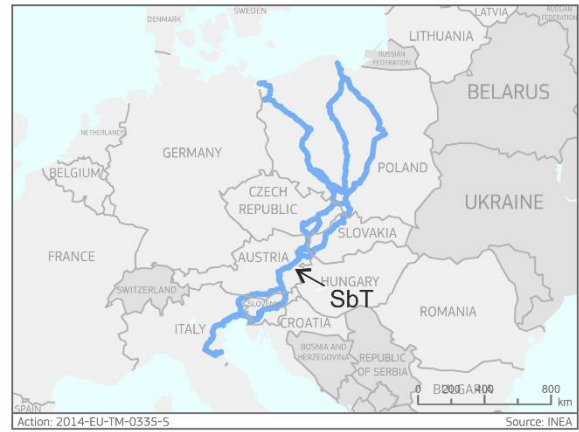 DENMARK
SWEDEN
LATVIA
RUSSIAN
FEDERATION
LITHUANIA
RUSSIAN
FEDERATION
BELARUS
NETHERLANDS
GERMANY
POLAND
BELGIUM
CZECH
REPUBLIC
UKRAINE
SLOVAKIA
FRANCE
AUSTRIA
SWITZERLAND
HUNGARY
SbT
SLOVENIA
ROMANIA
ITALY
CROATIA
BOSNIA AND
HERZEGOVINA
REPUBLIC
OF SERBIA
0 200 400 800
km
BULGARIA
SPAIN
Action: 2014-EU-TM-0335-S
Source: INEA